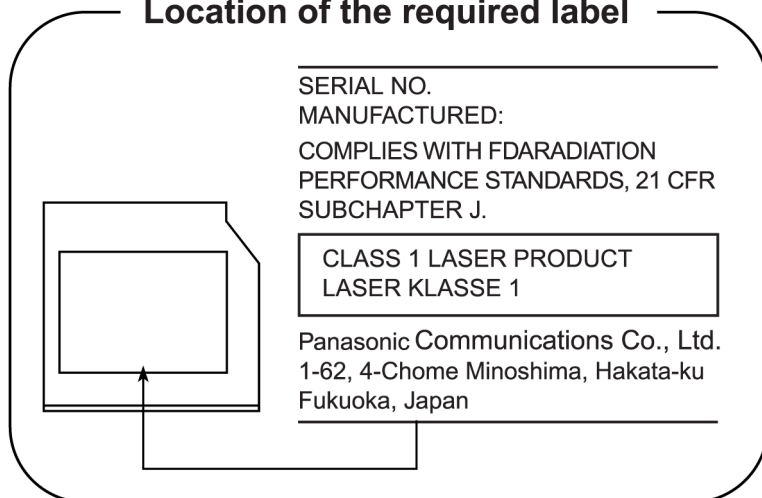 Location of the required label
SERIAL NO.
MANUFACTURED:
COMPLIES WITH FDARADIATION
PERFORMANCE STANDARDS, 21 CFR
SUBCHAPTER J.
CLASS 1 LASER PRODUCT
LASER KLASSE 1
Panasonic Communications Co., Ltd.
1-62, 4-Chome Minoshima, Hakata-ku
Fukuoka, Japan